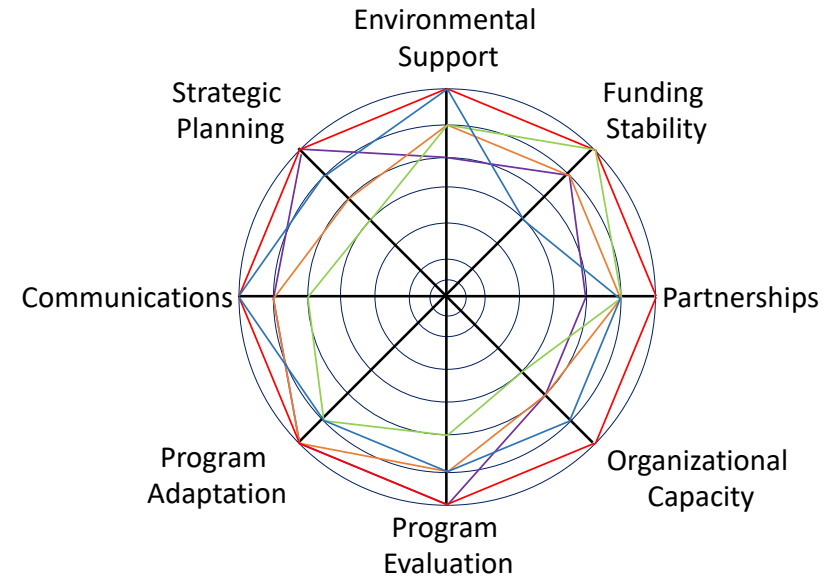 Environmental
Support
Strategic
Planning
Funding
Stability
Communications
Partnerships
Program
Adaptation
Organizational
Capacity
Program
Evaluation